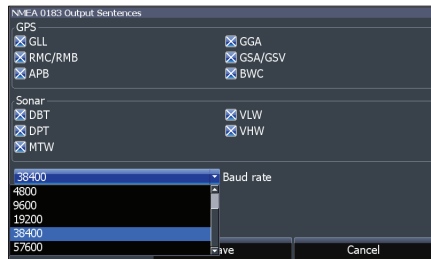 NMEA 0183 Output Sentences
GPS
GLL GGA
RMC/RMB GSA/GSV
APB BWC
Sonar
DBT VLW
DPT VHW
MTW
38400 Baud rate
4800
9600
19200
38400
57600
ave Cancel